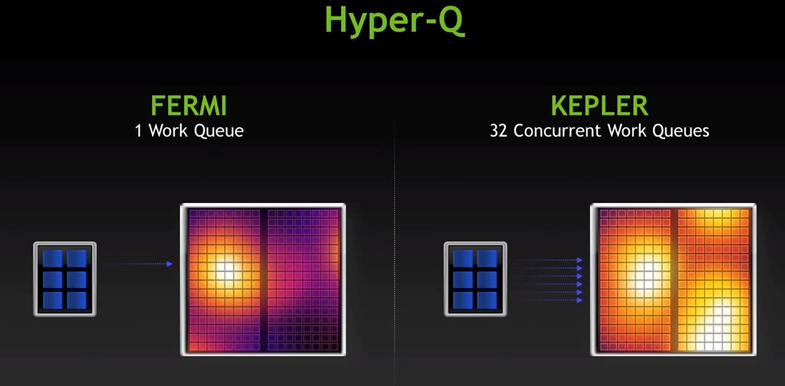 Hyper-Q
FERMI
1 Work Queue
KEPLER
32 Concurrent Work Queues